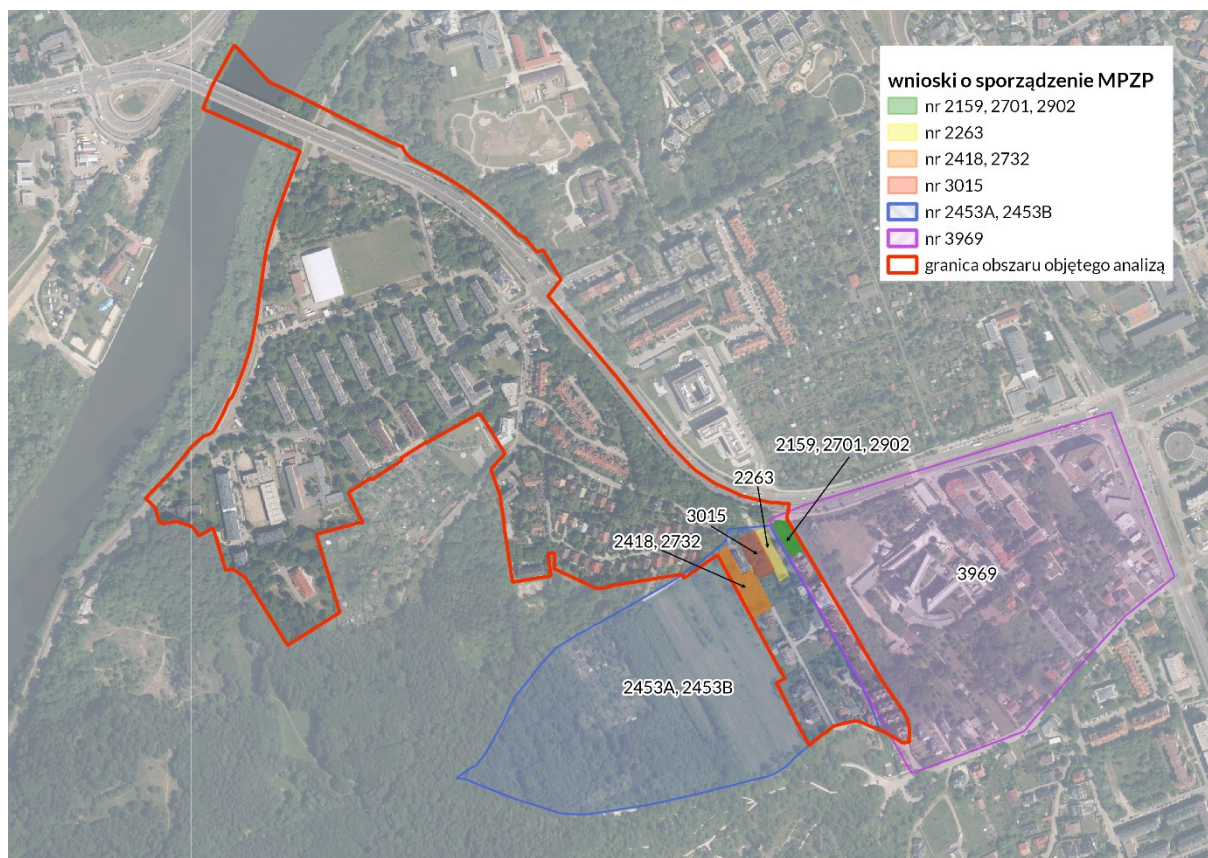 wnioski o sporządzenie MPZP
nr 2159, 2701, 2902
nr 2263
nr 2418, 2732
nr 3015
nr 2453A, 2453B
nr 3969
granica obszaru objętego analizą
2159, 2701, 2902
2263
3015
2418, 2732
3969
2453A, 2453B